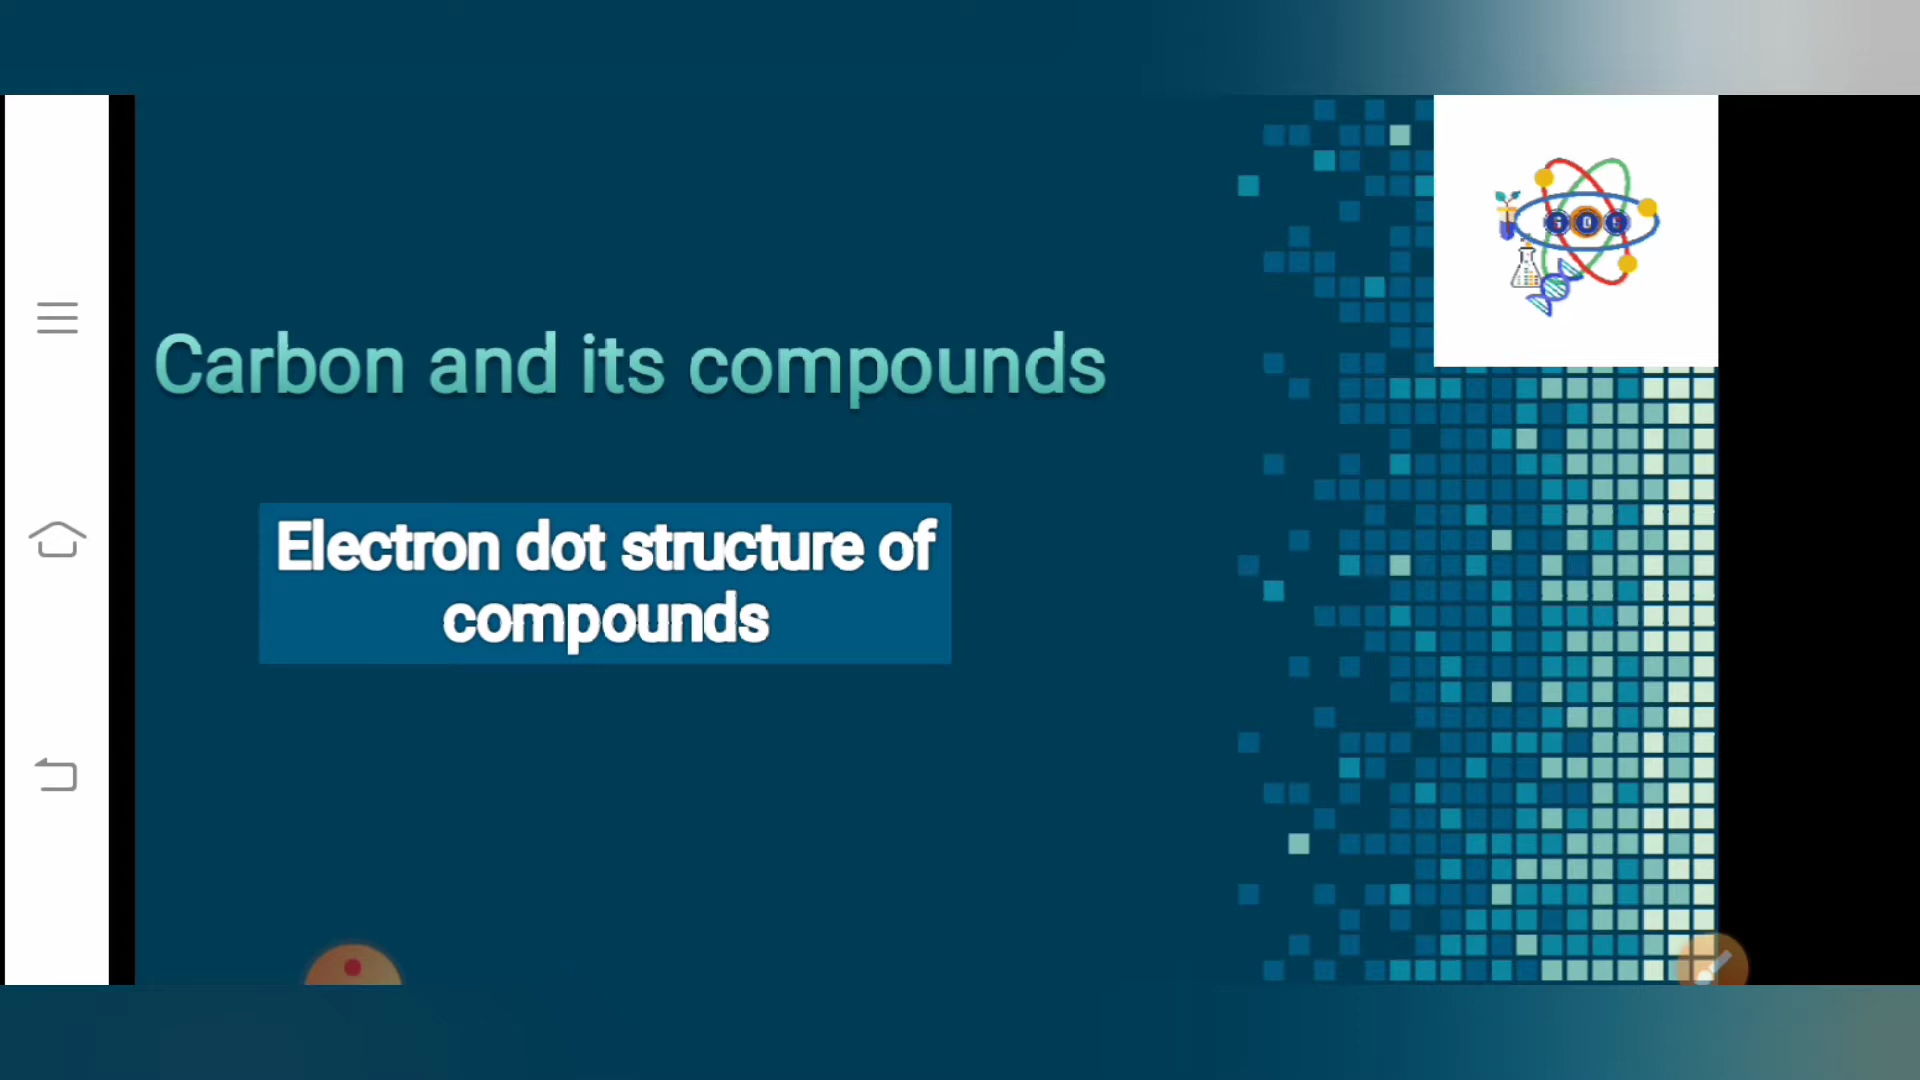 Carbon and its compounds
Electron dot structure of
compounds